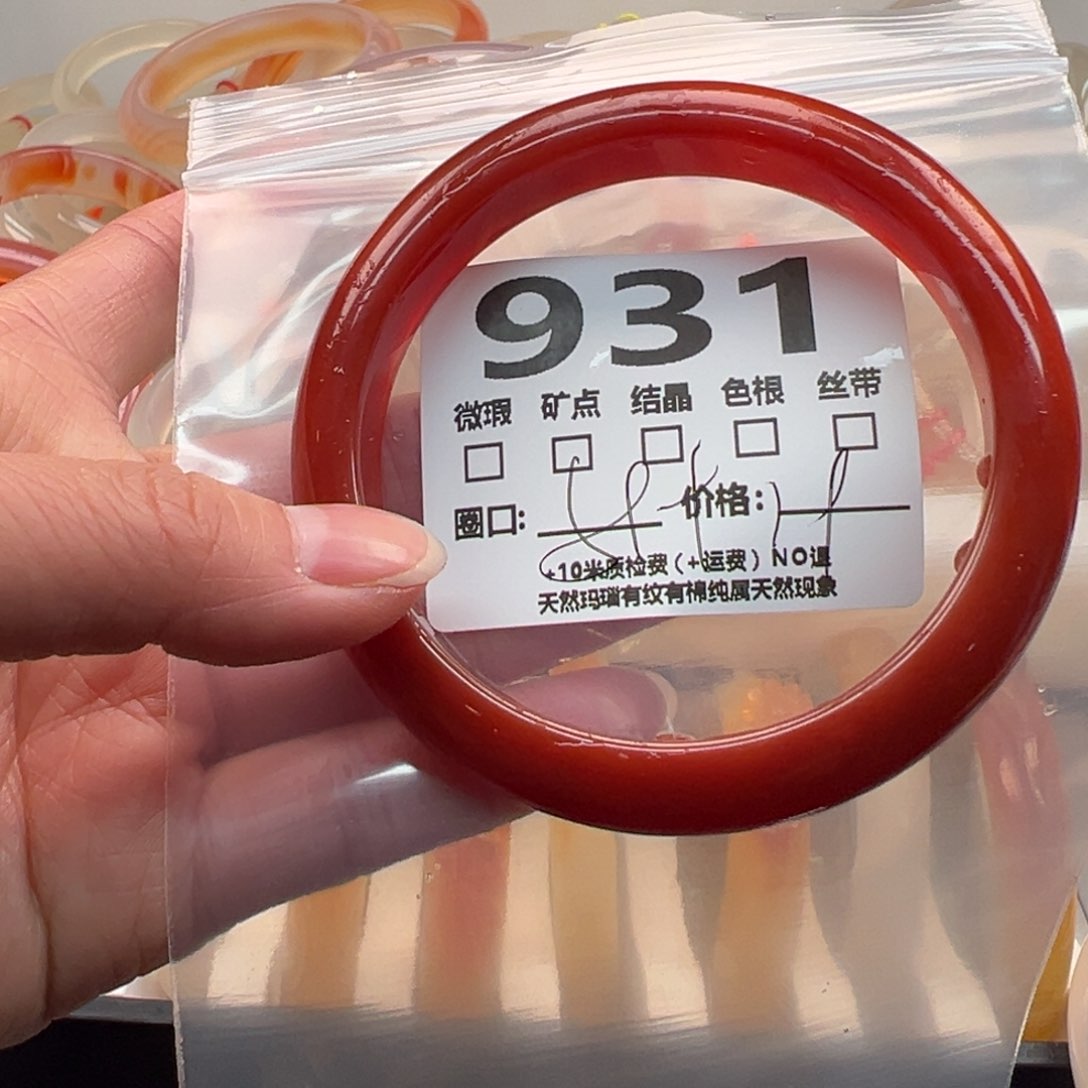 931
微瑕 矿点 结晶 色根 丝带
圈口: 价格:
+10米质检费(+运费)NO退
天然玛瑙有纹有棉纯属天然现象